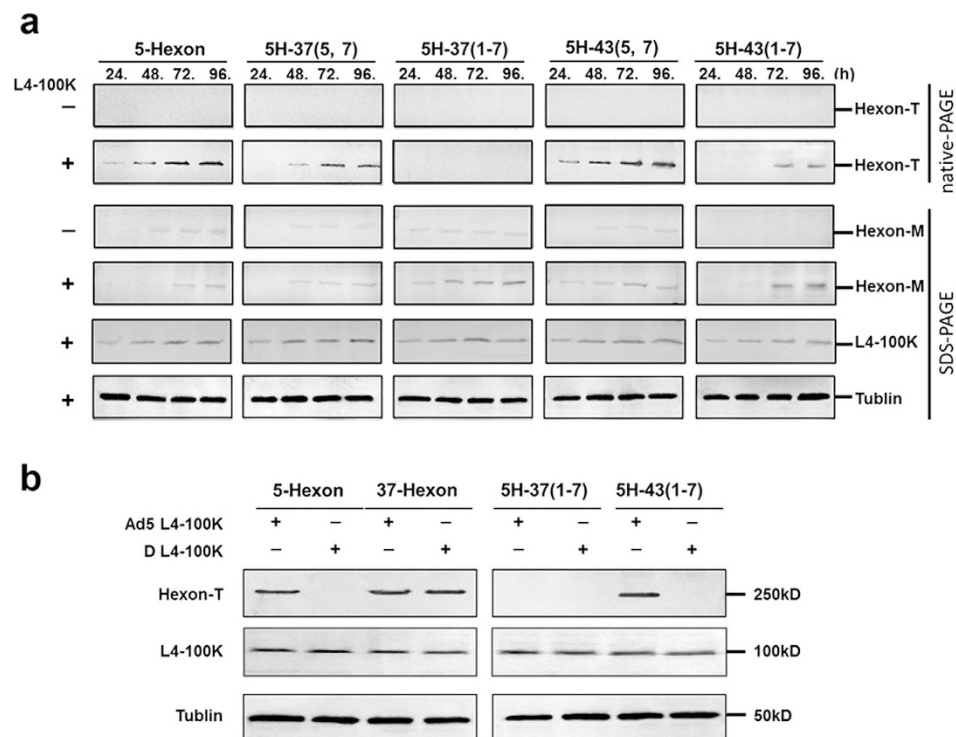 a
5-Hexon 5H-37(5, 7) 5H-37(1-7) 5H-43(5, 7) 5H-43(1-7)
24. 48. 72. 96. 24. 48. 72. 96. 24. 48. 72. 96. 24. 48. 72. 96. 24. 48. 72. 96. (h)
L4-100K
− Hexon-T
+ Hexon-T
native-PAGE
− Hexon-M
+ Hexon-M
+ L4-100K
+ Tublin
SDS-PAGE
b
5-Hexon 37-Hexon 5H-37(1-7) 5H-43(1-7)
Ad5 L4-100K + − + − + − + −
D L4-100K − + − + − + − +
Hexon-T 250kD
L4-100K 100kD
Tublin 50kD